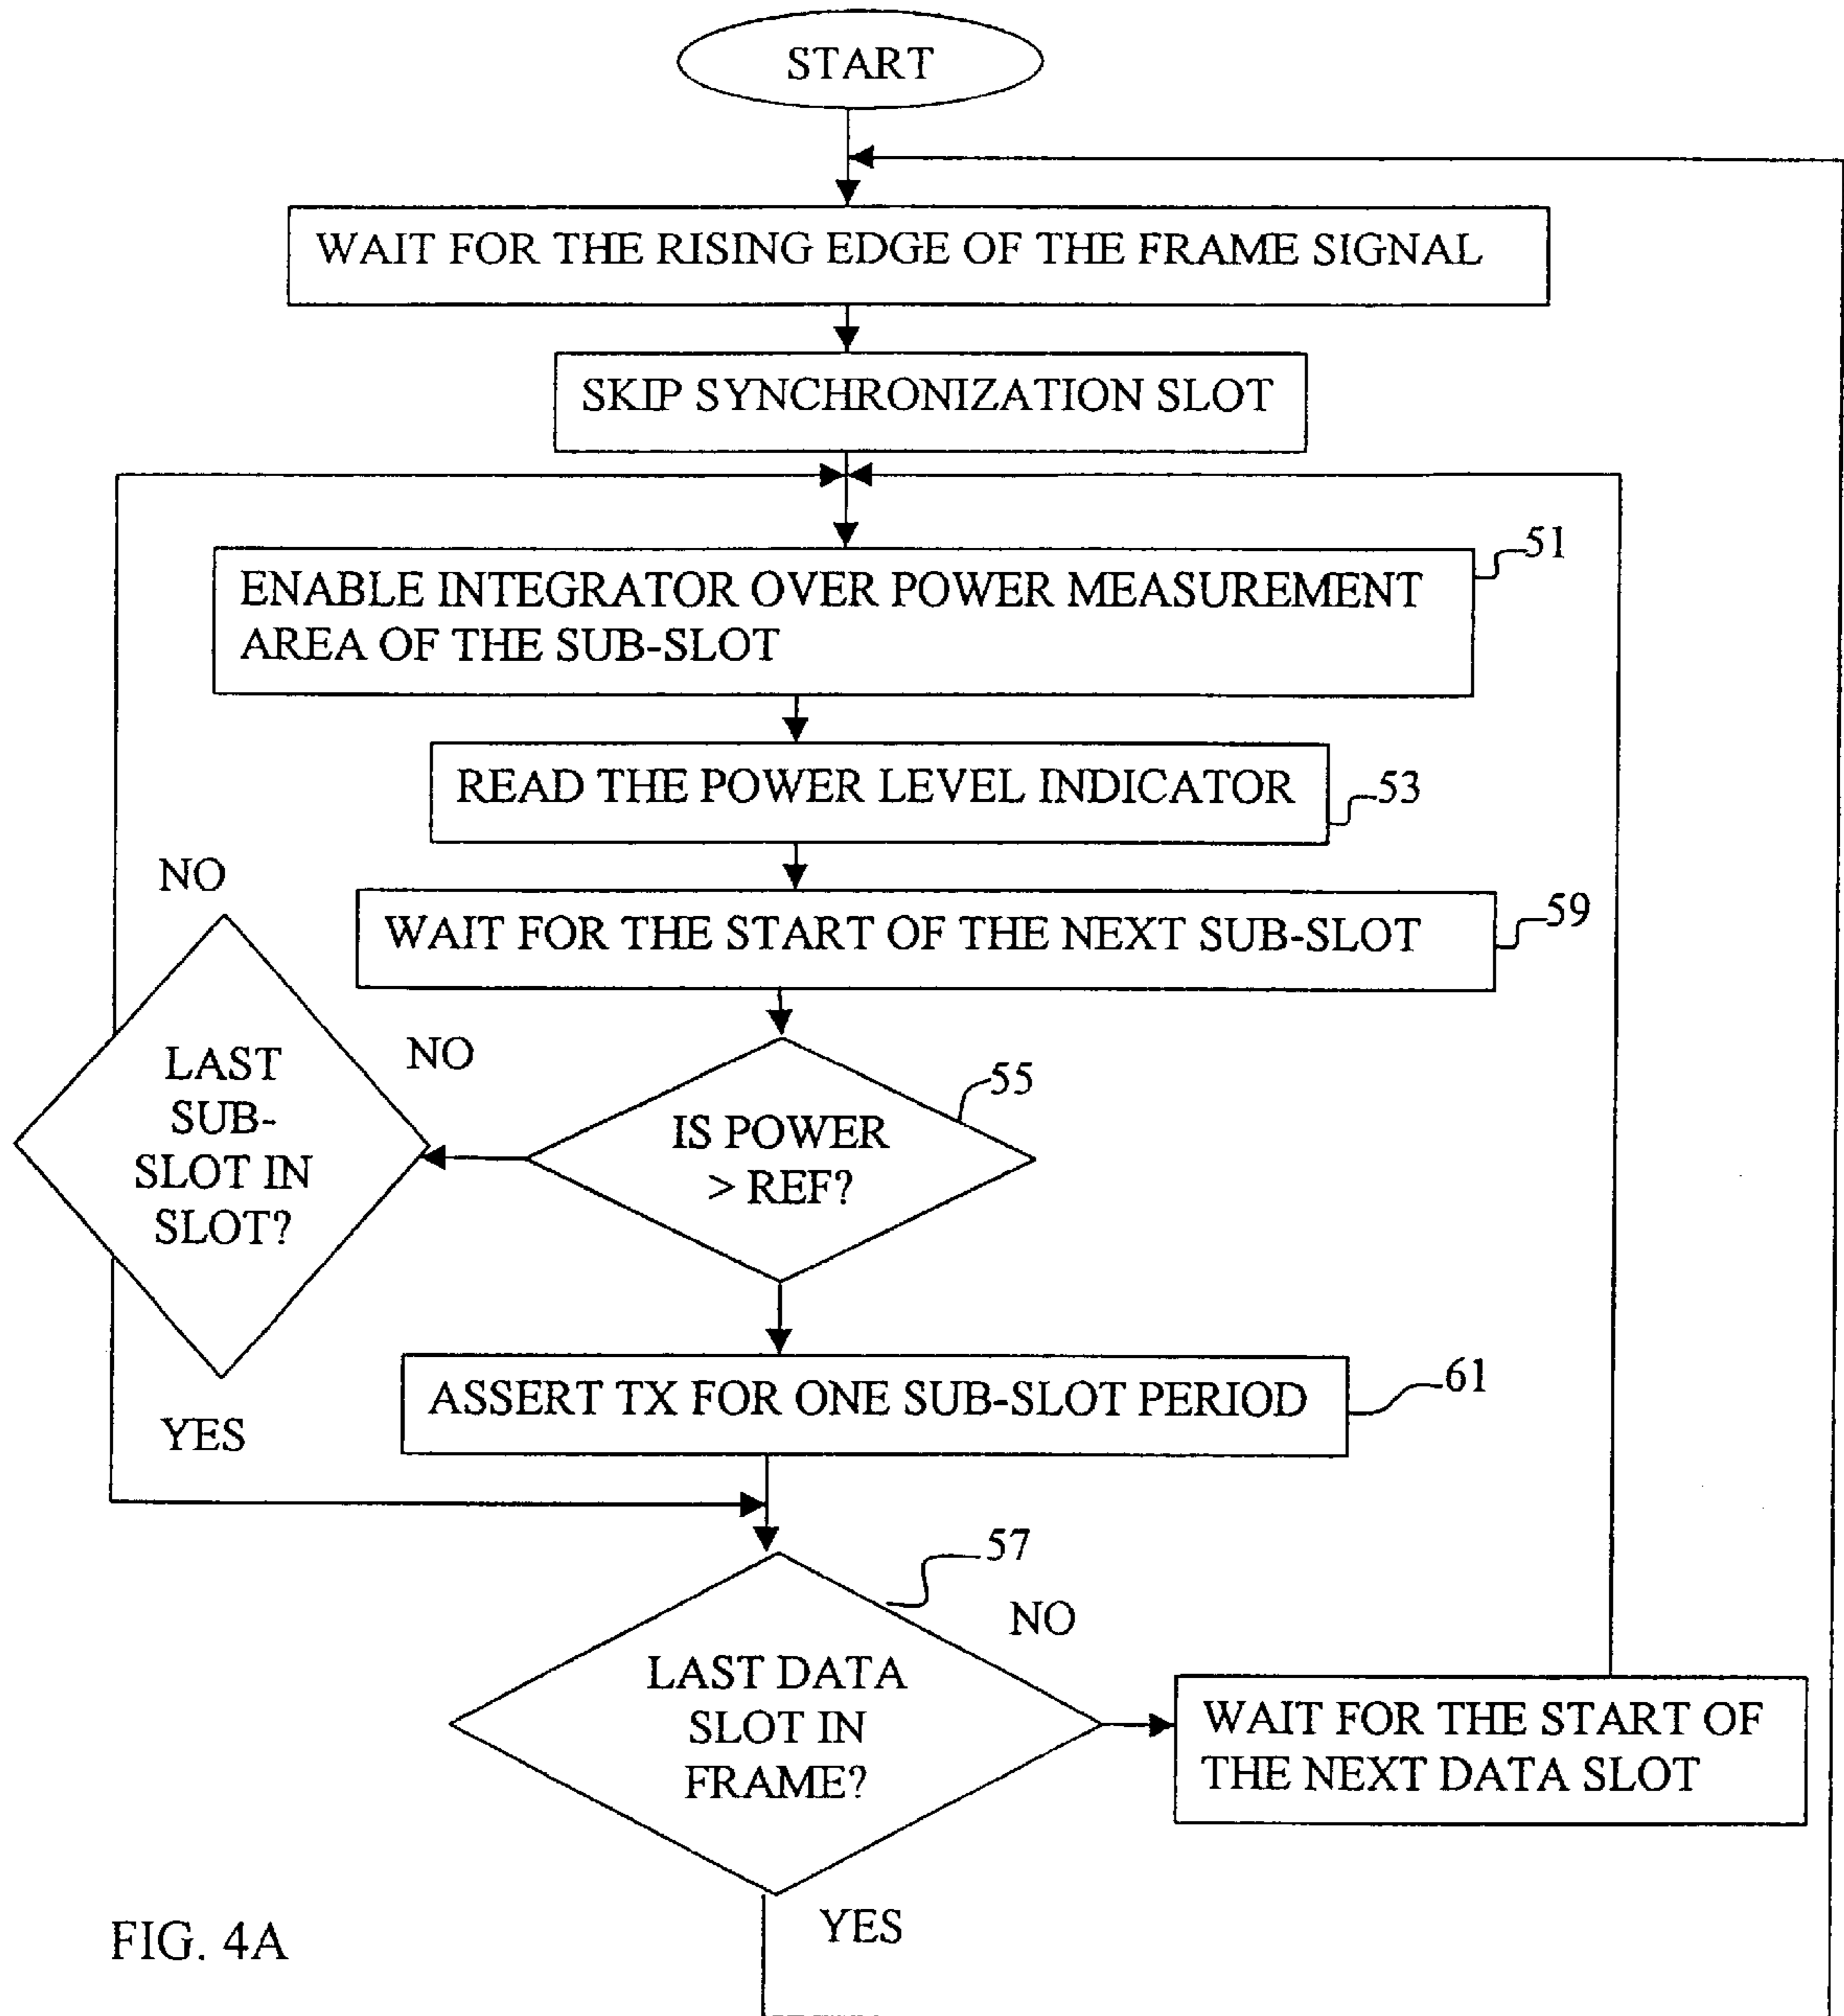 START
WAIT FOR THE RISING EDGE OF THE FRAME SIGNAL
SKIP SYNCHRONIZATION SLOT
51
ENABLE INTEGRATOR OVER POWER MEASUREMENT
AREA OF THE SUB-SLOT
READ THE POWER LEVEL INDICATOR
53
NO
WAIT FOR THE START OF THE NEXT SUB-SLOT
59
LAST
SUB-
SLOT IN
SLOT?
NO
55
IS POWER
> REF?
YES
ASSERT TX FOR ONE SUB-SLOT PERIOD
61
57
NO
LAST DATA
SLOT IN
FRAME?
WAIT FOR THE START OF
THE NEXT DATA SLOT
YES
FIG. 4A